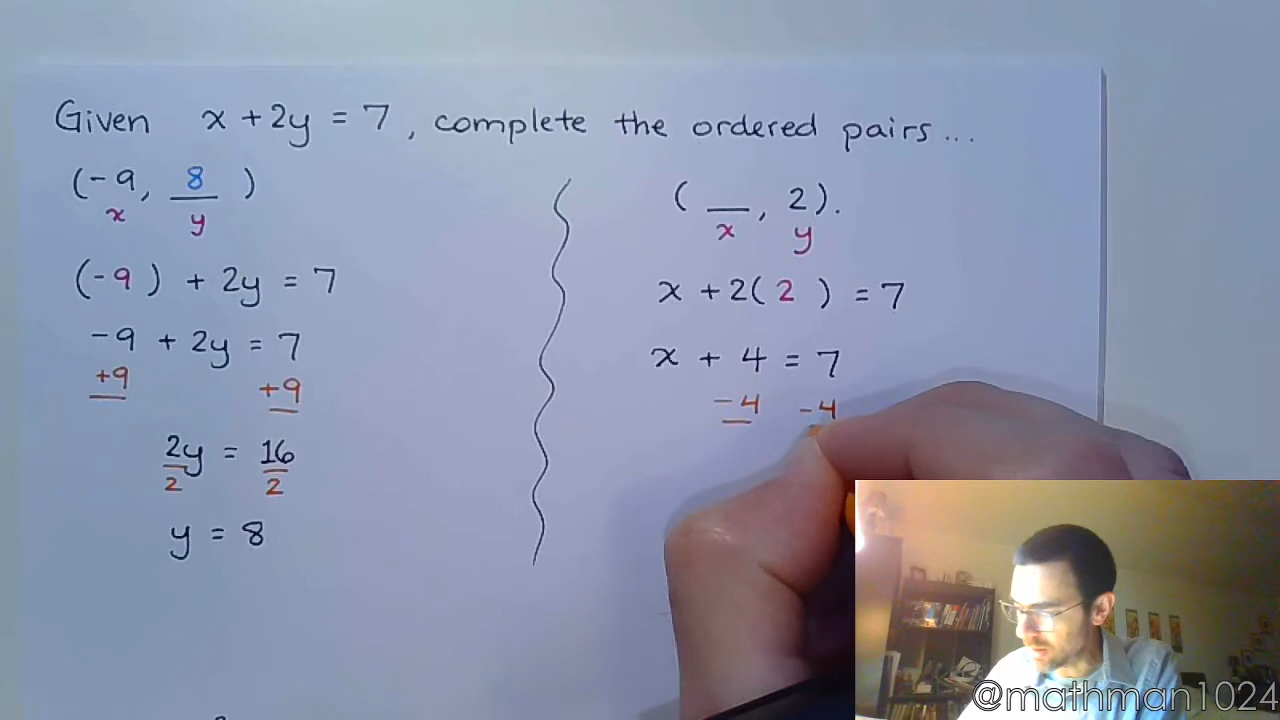 Given x + 2y = 7, complete the ordered pairs...
(-9, 8)
x y
(-9) + 2y = 7
-9 + 2y = 7
+9 +9
2y = 16
2 2
y = 8
( __, 2).
x y
x + 2(2) = 7
x + 4 = 7
-4 -4
@mathman1024